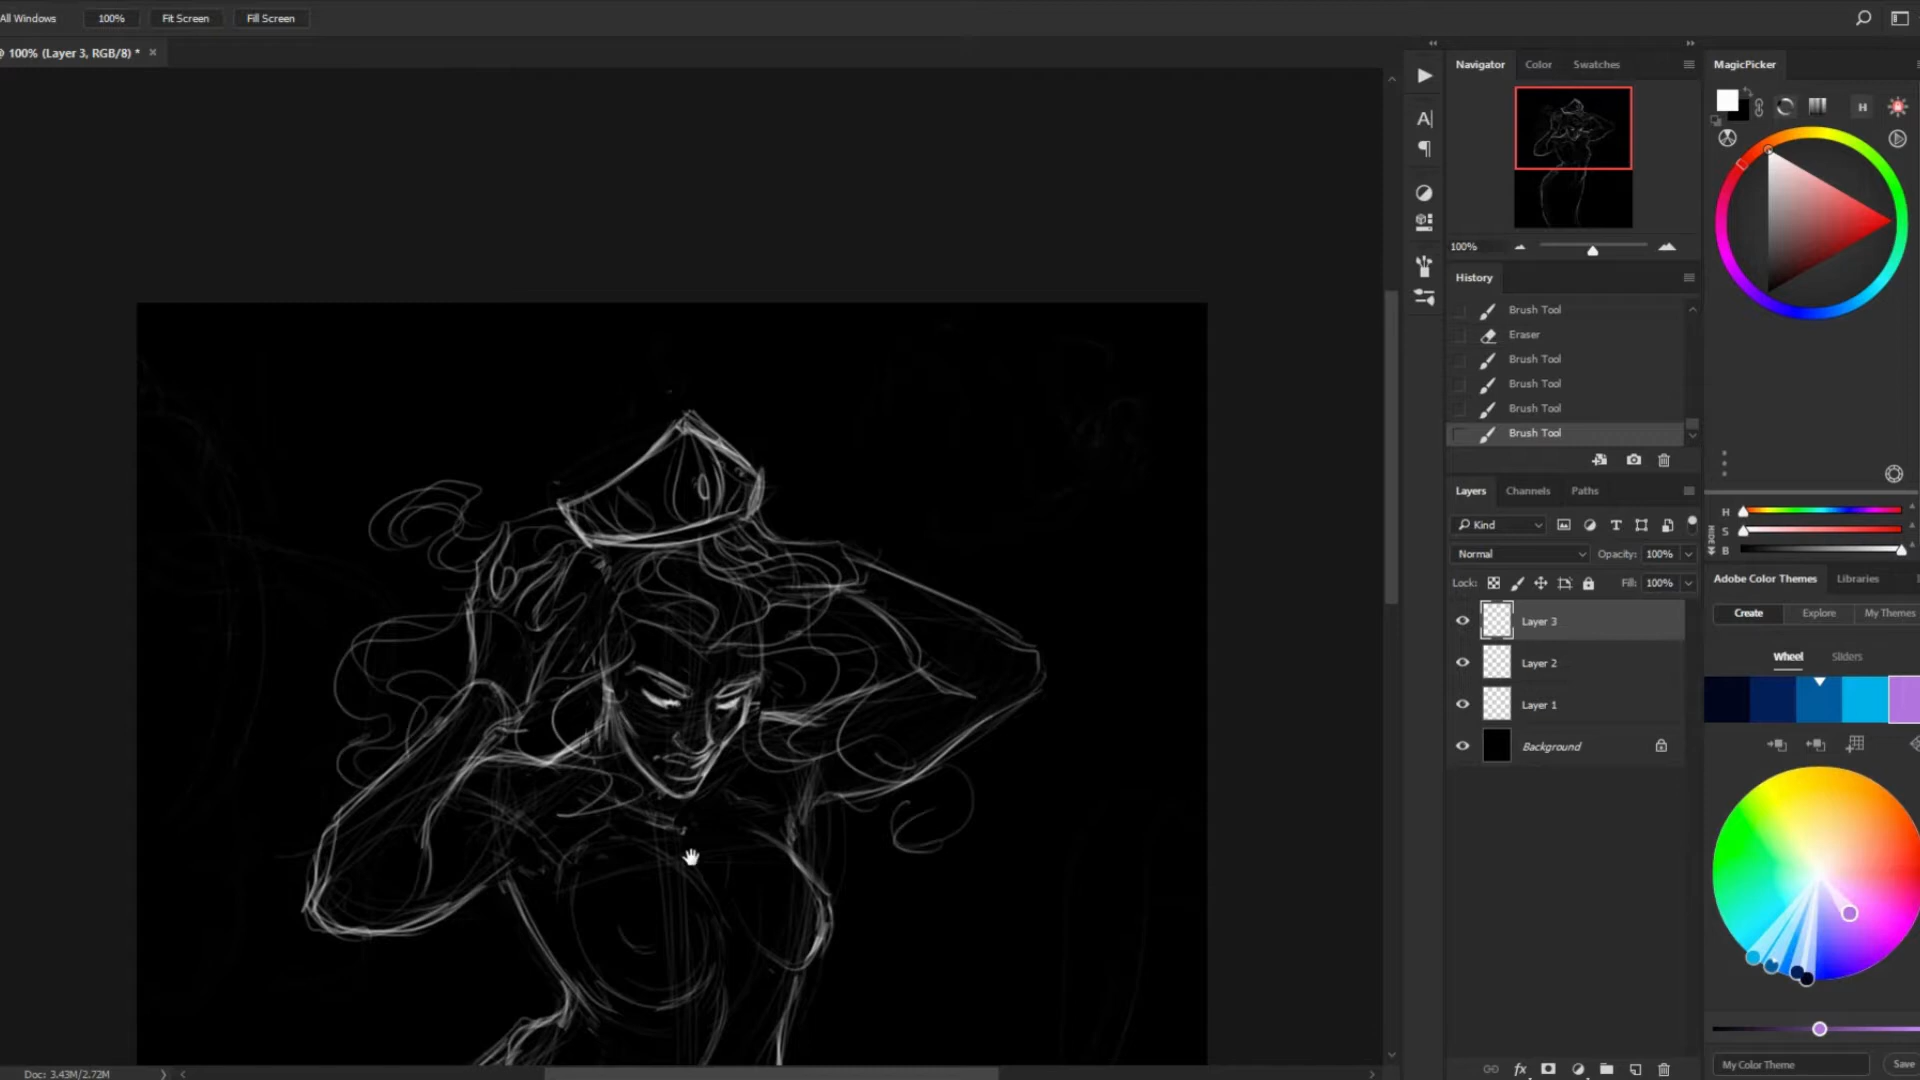 All Windows
100%
Fit Screen
Fill Screen
@ 100% (Layer 3, RGB/8) *
Navigator
Color
Swatches
100%
History
Brush Tool
Eraser
Brush Tool
Brush Tool
Brush Tool
Brush Tool
Layers
Channels
Paths
Kind
Normal
Opacity: 100%
Lock:
Fill: 100%
Layer 3
Layer 2
Layer 1
Background
fx
MagicPicker
H
HIDE
H
S
B
Adobe Color Themes
Libraries
Create
Explore
My Themes
Wheel
Sliders
My Color Theme
Save
Doc: 3.43M/2.72M